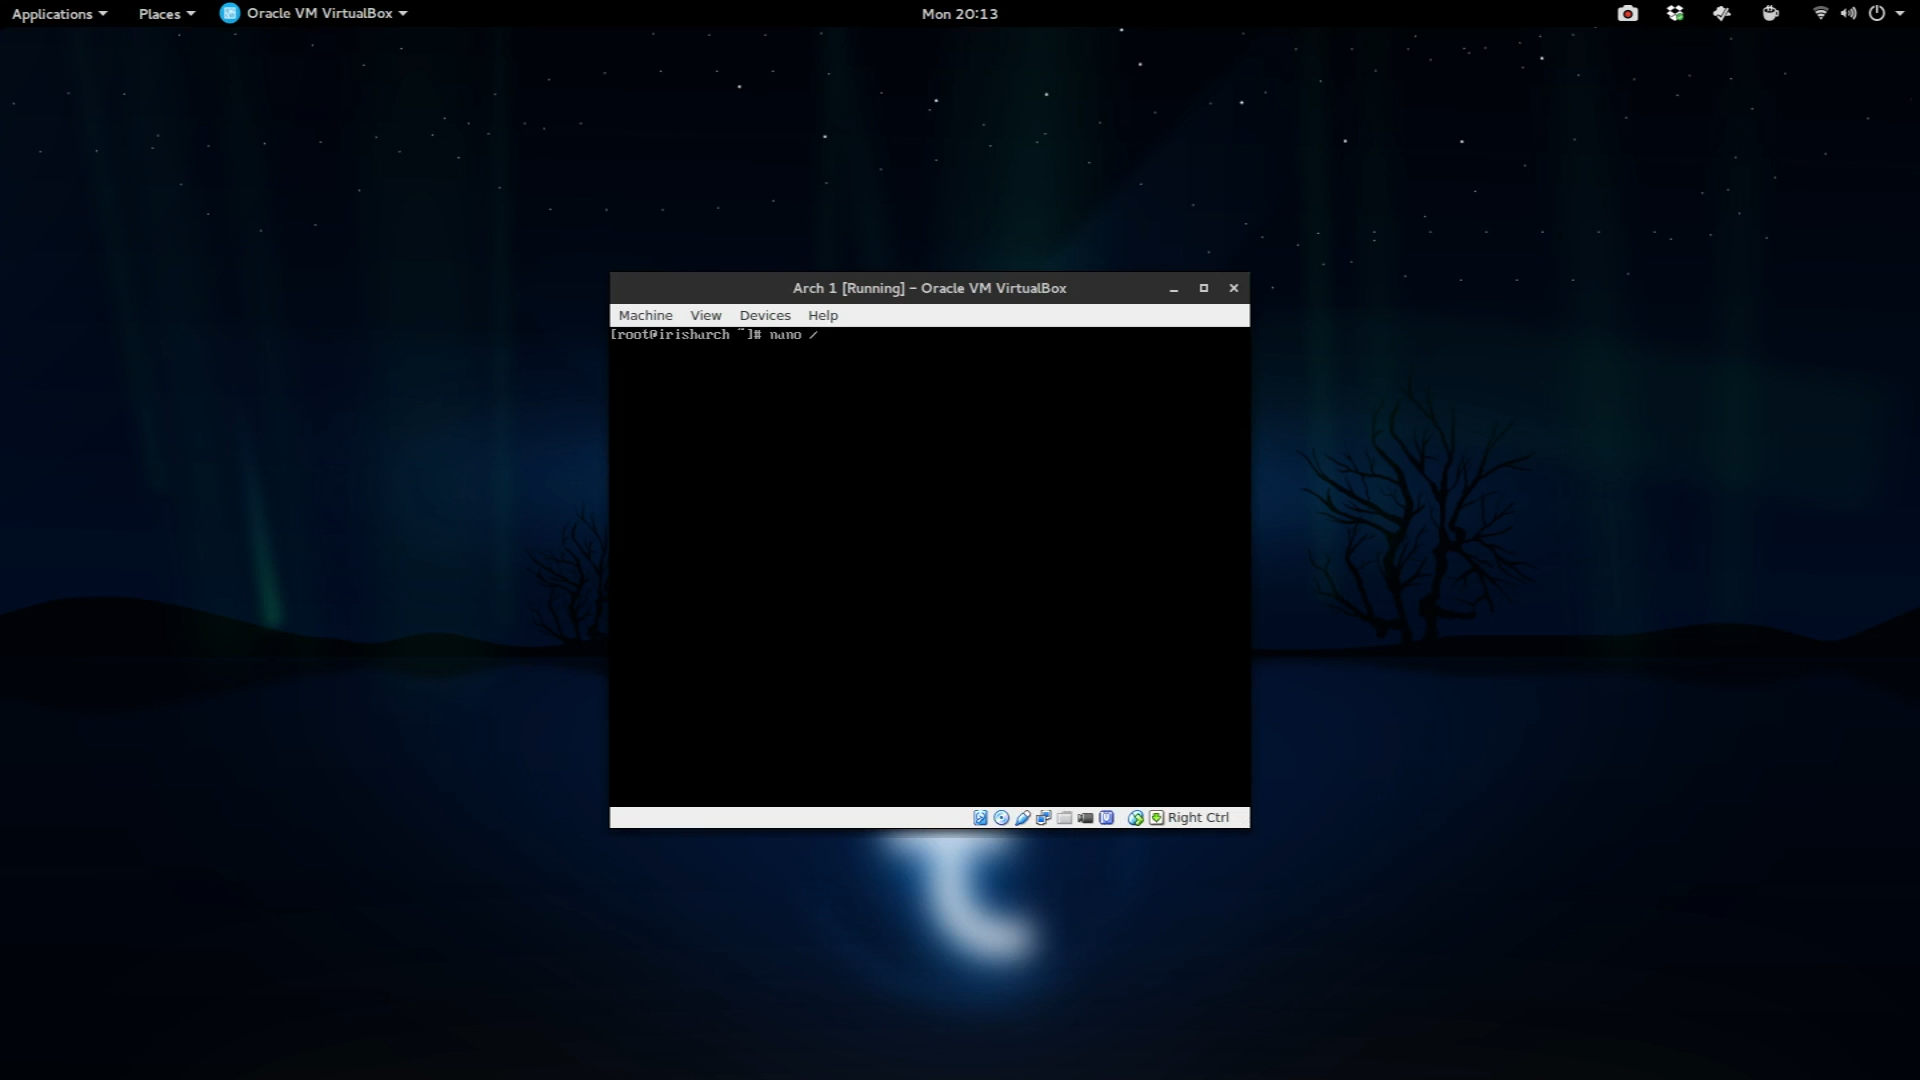 Applications Places Oracle VM VirtualBox Mon 20:13
Arch 1 [Running] - Oracle VM VirtualBox
Machine View Devices Help
[root@irisharch ~]# nano /
Right Ctrl